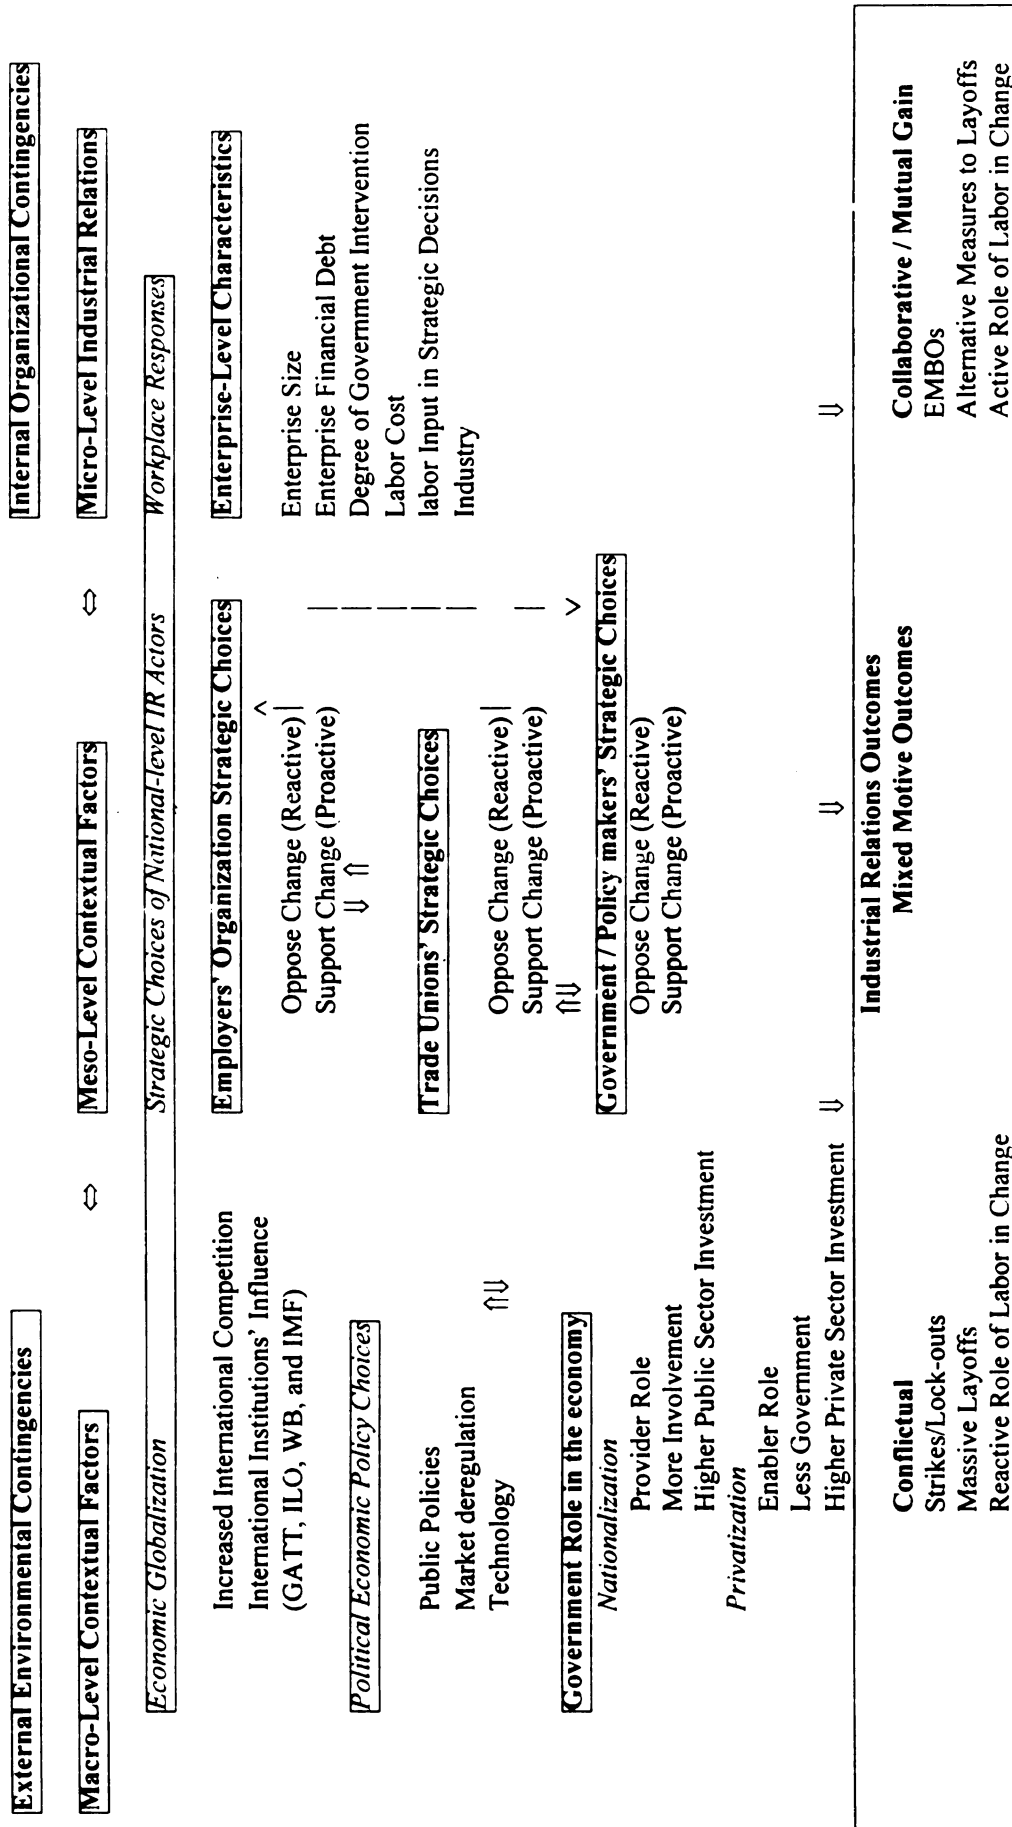 External Environmental Contingencies
Internal Organizational Contingencies
Macro-Level Contextual Factors ⇔ Meso-Level Contextual Factors ⇔ Micro-Level Industrial Relations
Economic Globalization Strategic Choices of National-level IR Actors Workplace Responses
Increased International Competition
International Institutions' Influence
(GATT, ILO, WB, and IMF)
Political Economic Policy Choices
Public Policies
Market deregulation
Technology
⇑⇓
Government Role in the economy
Nationalization
Provider Role
More Involvement
Higher Public Sector Investment
Privatization
Enabler Role
Less Government
Higher Private Sector Investment
Employers' Organization Strategic Choices
Oppose Change (Reactive)
Support Change (Proactive)
⇓ ⇑
Trade Unions' Strategic Choices
Oppose Change (Reactive)
Support Change (Proactive)
⇑⇓
Government / Policy makers' Strategic Choices
Oppose Change (Reactive)
Support Change (Proactive)
Enterprise-Level Characteristics
Enterprise Size
Enterprise Financial Debt
Degree of Government Intervention
Labor Cost
labor Input in Strategic Decisions
Industry
⇓ ⇓ ⇓
Industrial Relations Outcomes
Conflictual
Strikes/Lock-outs
Massive Layoffs
Reactive Role of Labor in Change
Mixed Motive Outcomes
Collaborative / Mutual Gain
EMBOs
Alternative Measures to Layoffs
Active Role of Labor in Change